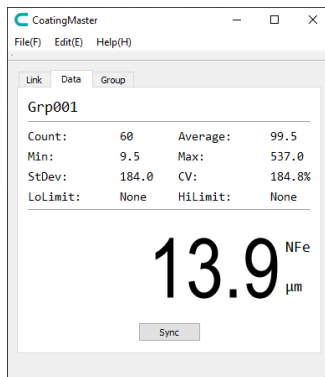 CoatingMaster
File(F) Edit(E) Help(H)
Link Data Group
Grp001
Count: 60 Average: 99.5
Min: 9.5 Max: 537.0
StDev: 184.0 CV: 184.8%
LoLimit: None HiLimit: None
13.9 NFe
µm
Sync